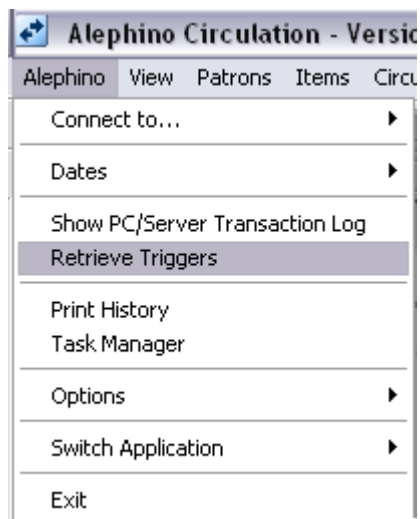 Alephino Circulation - Versio
Alephino View Patrons Items Circu
Connect to...
Dates
Show PC/Server Transaction Log
Retrieve Triggers
Print History
Task Manager
Options
Switch Application
Exit